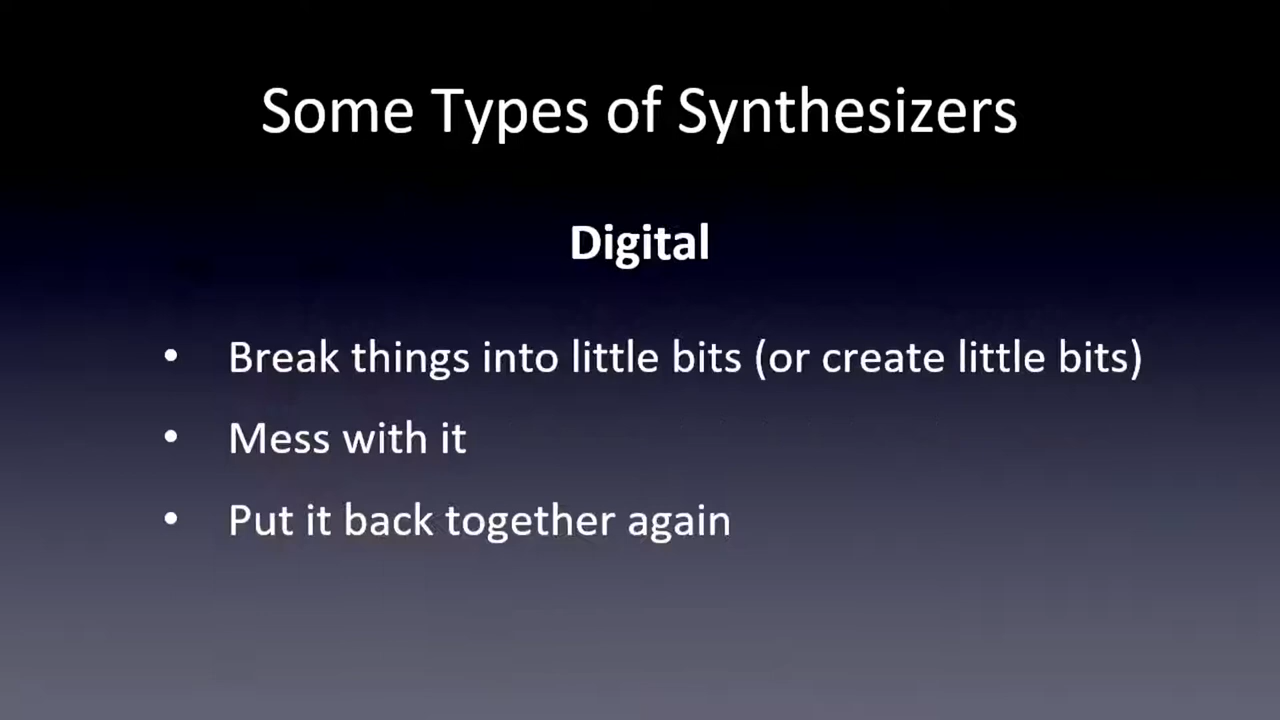 Some Types of Synthesizers
Digital
• Break things into little bits (or create little bits)
• Mess with it
• Put it back together again